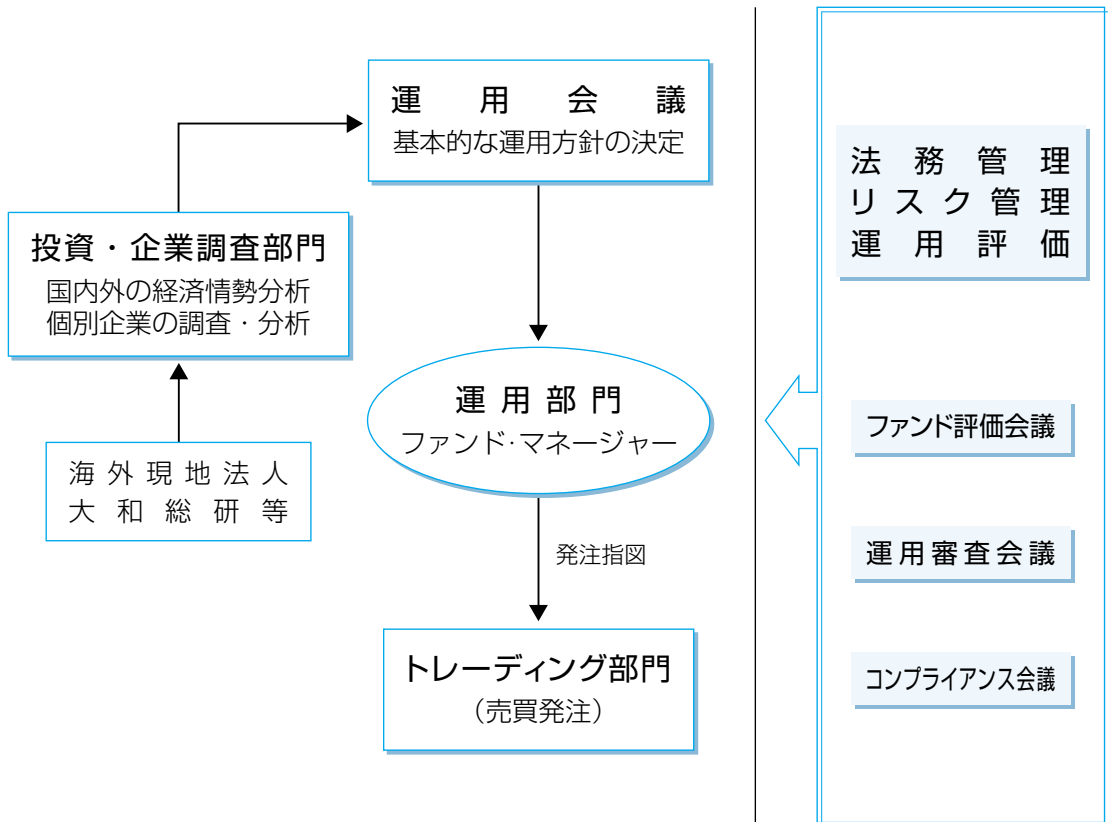 運用会議
基本的な運用方針の決定
投資・企業調査部門
国内外の経済情勢分析
個別企業の調査・分析
海外現地法人
大和総研等
運用部門
ファンド・マネージャー
発注指図
トレーディング部門
（売買発注）
法務管理
リスク管理
運用評価
ファンド評価会議
運用審査会議
コンプライアンス会議